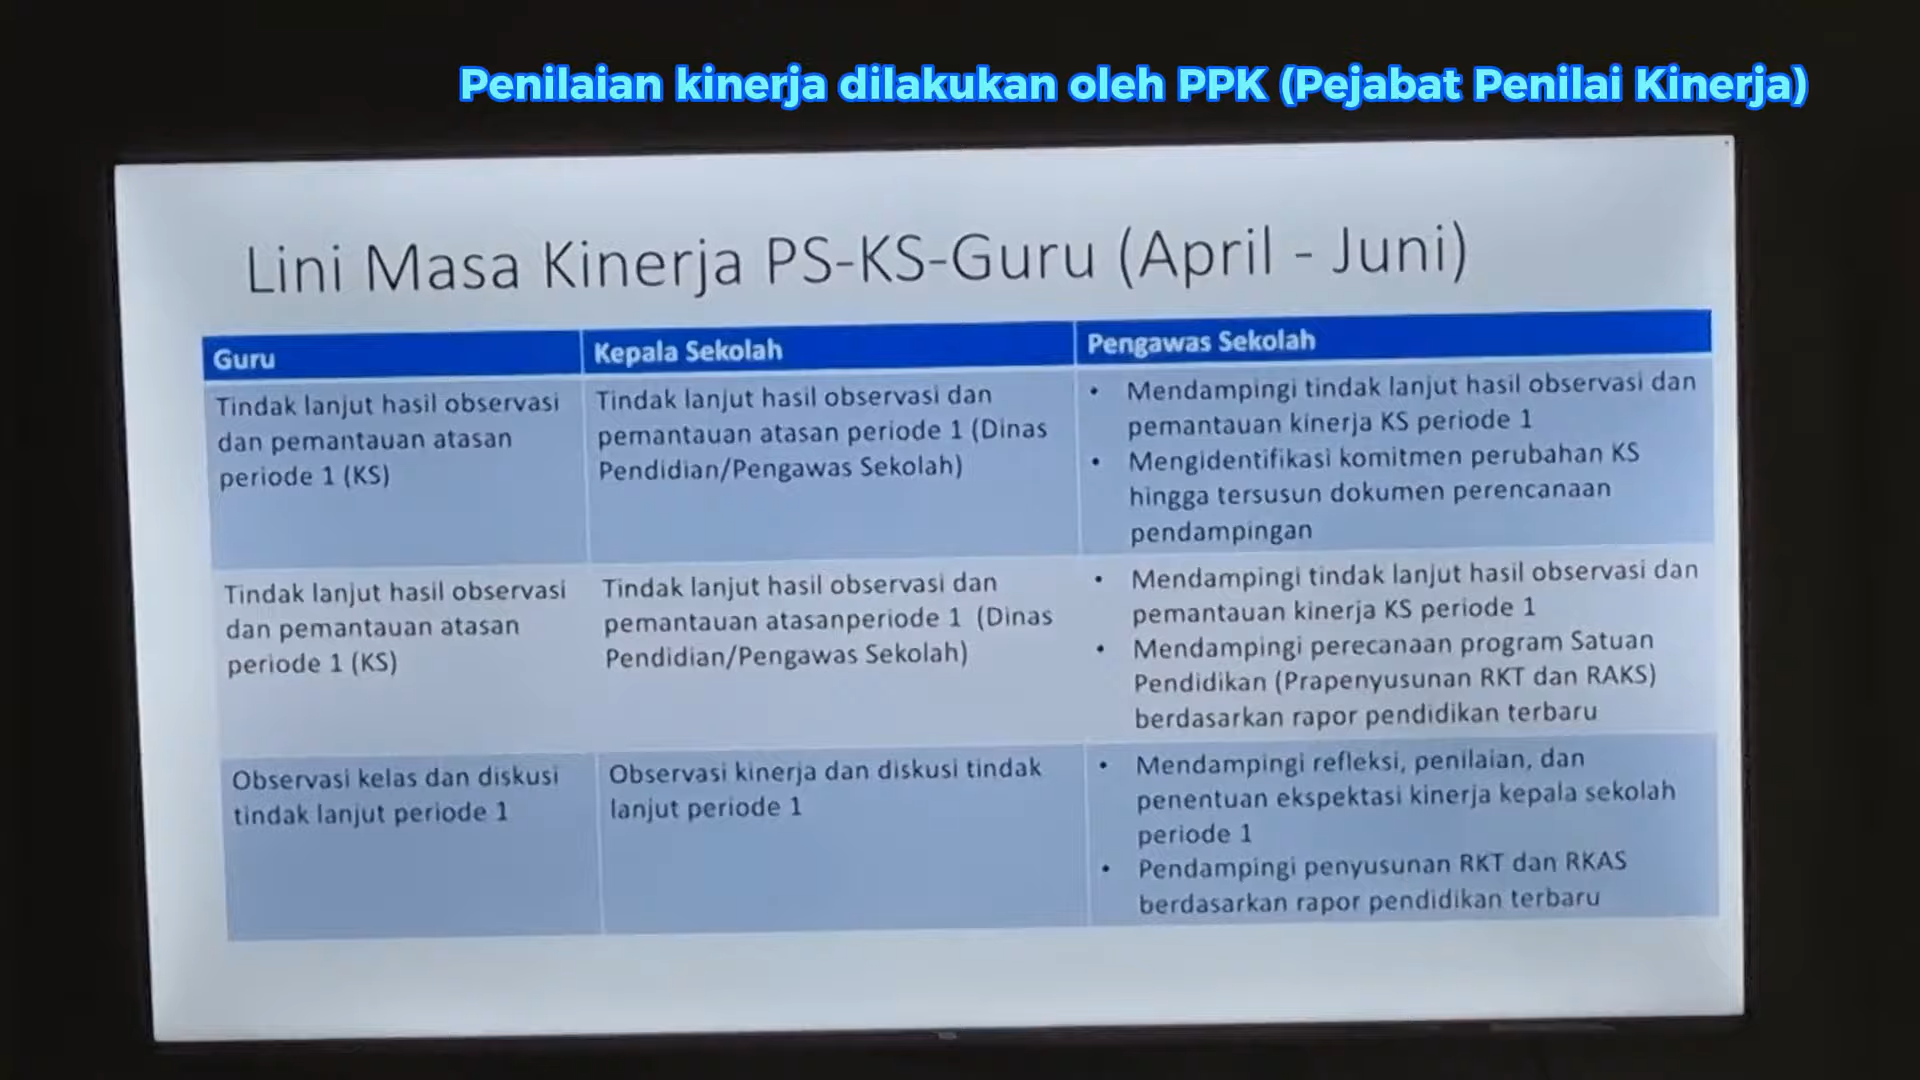 Penilaian kinerja dilakukan oleh PPK (Pejabat Penilai Kinerja)
Lini Masa Kinerja PS-KS-Guru (April - Juni)
Guru
Kepala Sekolah
Pengawas Sekolah
Tindak lanjut hasil observasi
dan pemantauan atasan
periode 1 (KS)
Tindak lanjut hasil observasi dan
pemantauan atasan periode 1 (Dinas
Pendidian/Pengawas Sekolah)
• Mendampingi tindak lanjut hasil observasi dan
pemantauan kinerja KS periode 1
• Mengidentifikasi komitmen perubahan KS
hingga tersusun dokumen perencanaan
pendampingan
Tindak lanjut hasil observasi
dan pemantauan atasan
periode 1 (KS)
Tindak lanjut hasil observasi dan
pemantauan atasanperiode 1 (Dinas
Pendidian/Pengawas Sekolah)
• Mendampingi tindak lanjut hasil observasi dan
pemantauan kinerja KS periode 1
• Mendampingi perecanaan program Satuan
Pendidikan (Prapenyusunan RKT dan RAKS)
berdasarkan rapor pendidikan terbaru
Observasi kelas dan diskusi
tindak lanjut periode 1
Observasi kinerja dan diskusi tindak
lanjut periode 1
• Mendampingi refleksi, penilaian, dan
penentuan ekspektasi kinerja kepala sekolah
periode 1
• Pendampingi penyusunan RKT dan RKAS
berdasarkan rapor pendidikan terbaru